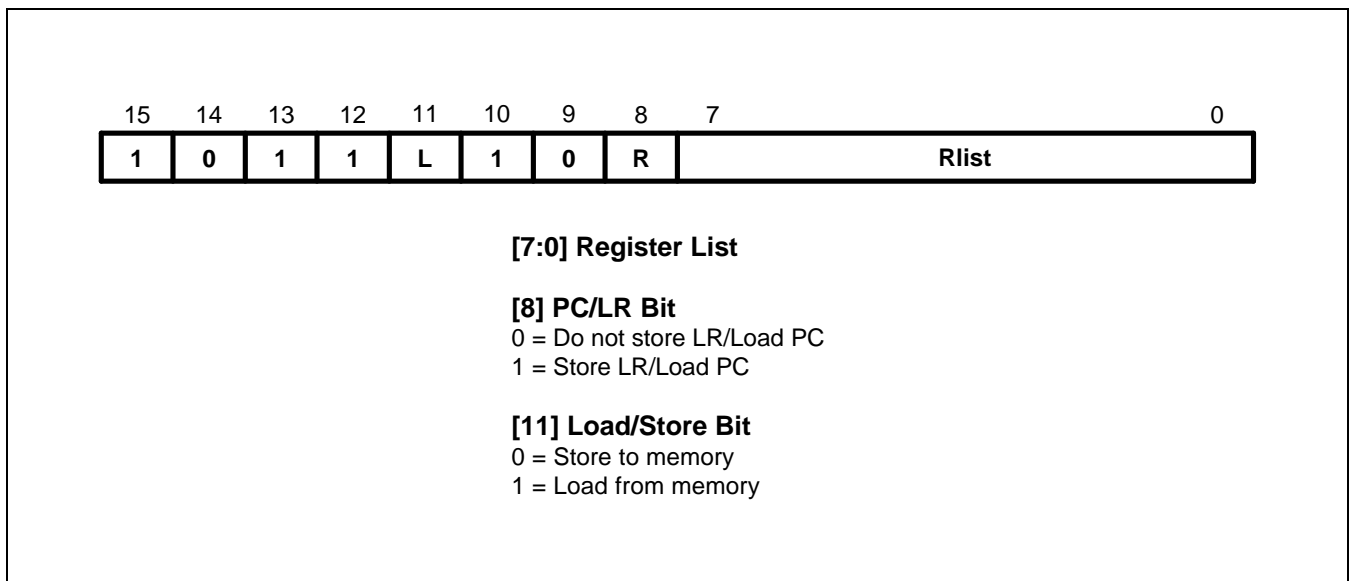 15 14 13 12 11 10 9 8 7 0
1 0 1 1 L 1 0 R Rlist
[7:0] Register List
[8] PC/LR Bit
0 = Do not store LR/Load PC
1 = Store LR/Load PC
[11] Load/Store Bit
0 = Store to memory
1 = Load from memory